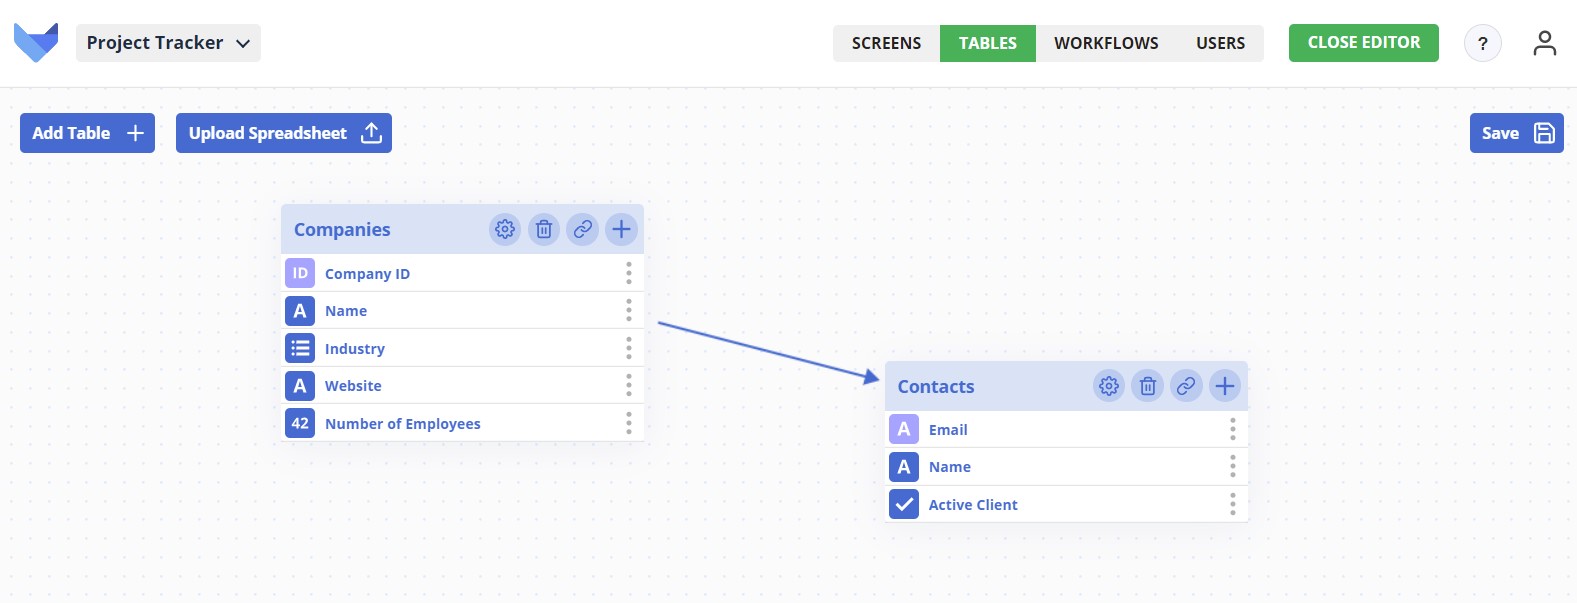 Project Tracker
SCREENS TABLES WORKFLOWS USERS CLOSE EDITOR ?
Add Table
Upload Spreadsheet
Save
Companies
ID Company ID
A Name
Industry
A Website
42 Number of Employees
Contacts
A Email
A Name
Active Client